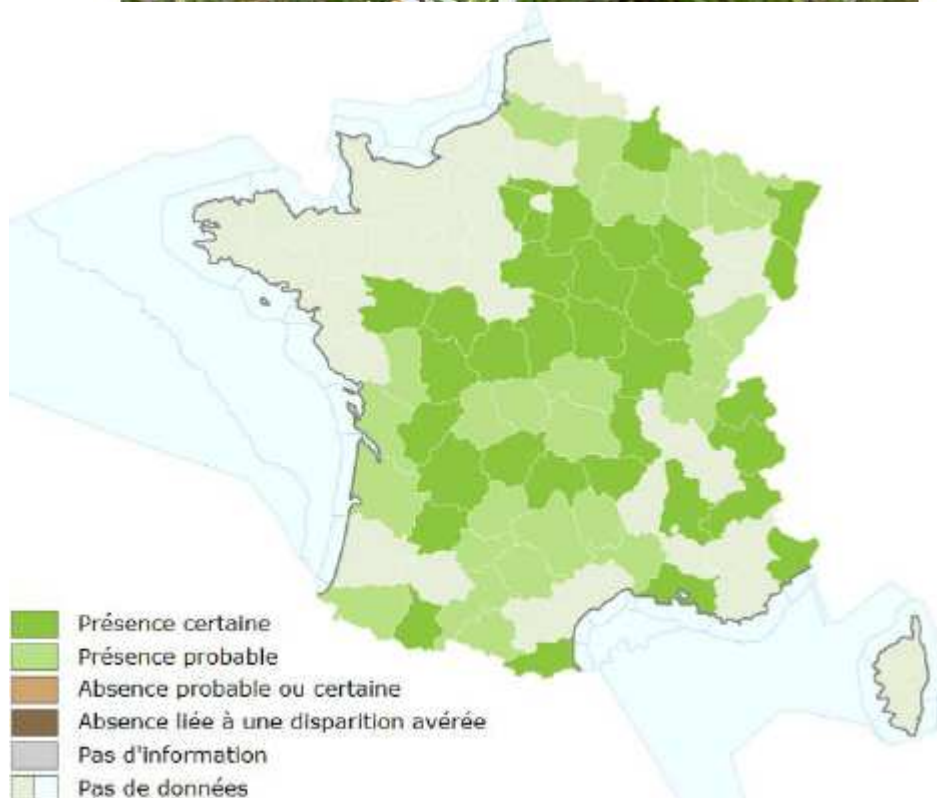 Présence certaine
Présence probable
Absence probable ou certaine
Absence liée à une disparition avérée
Pas d'information
Pas de données